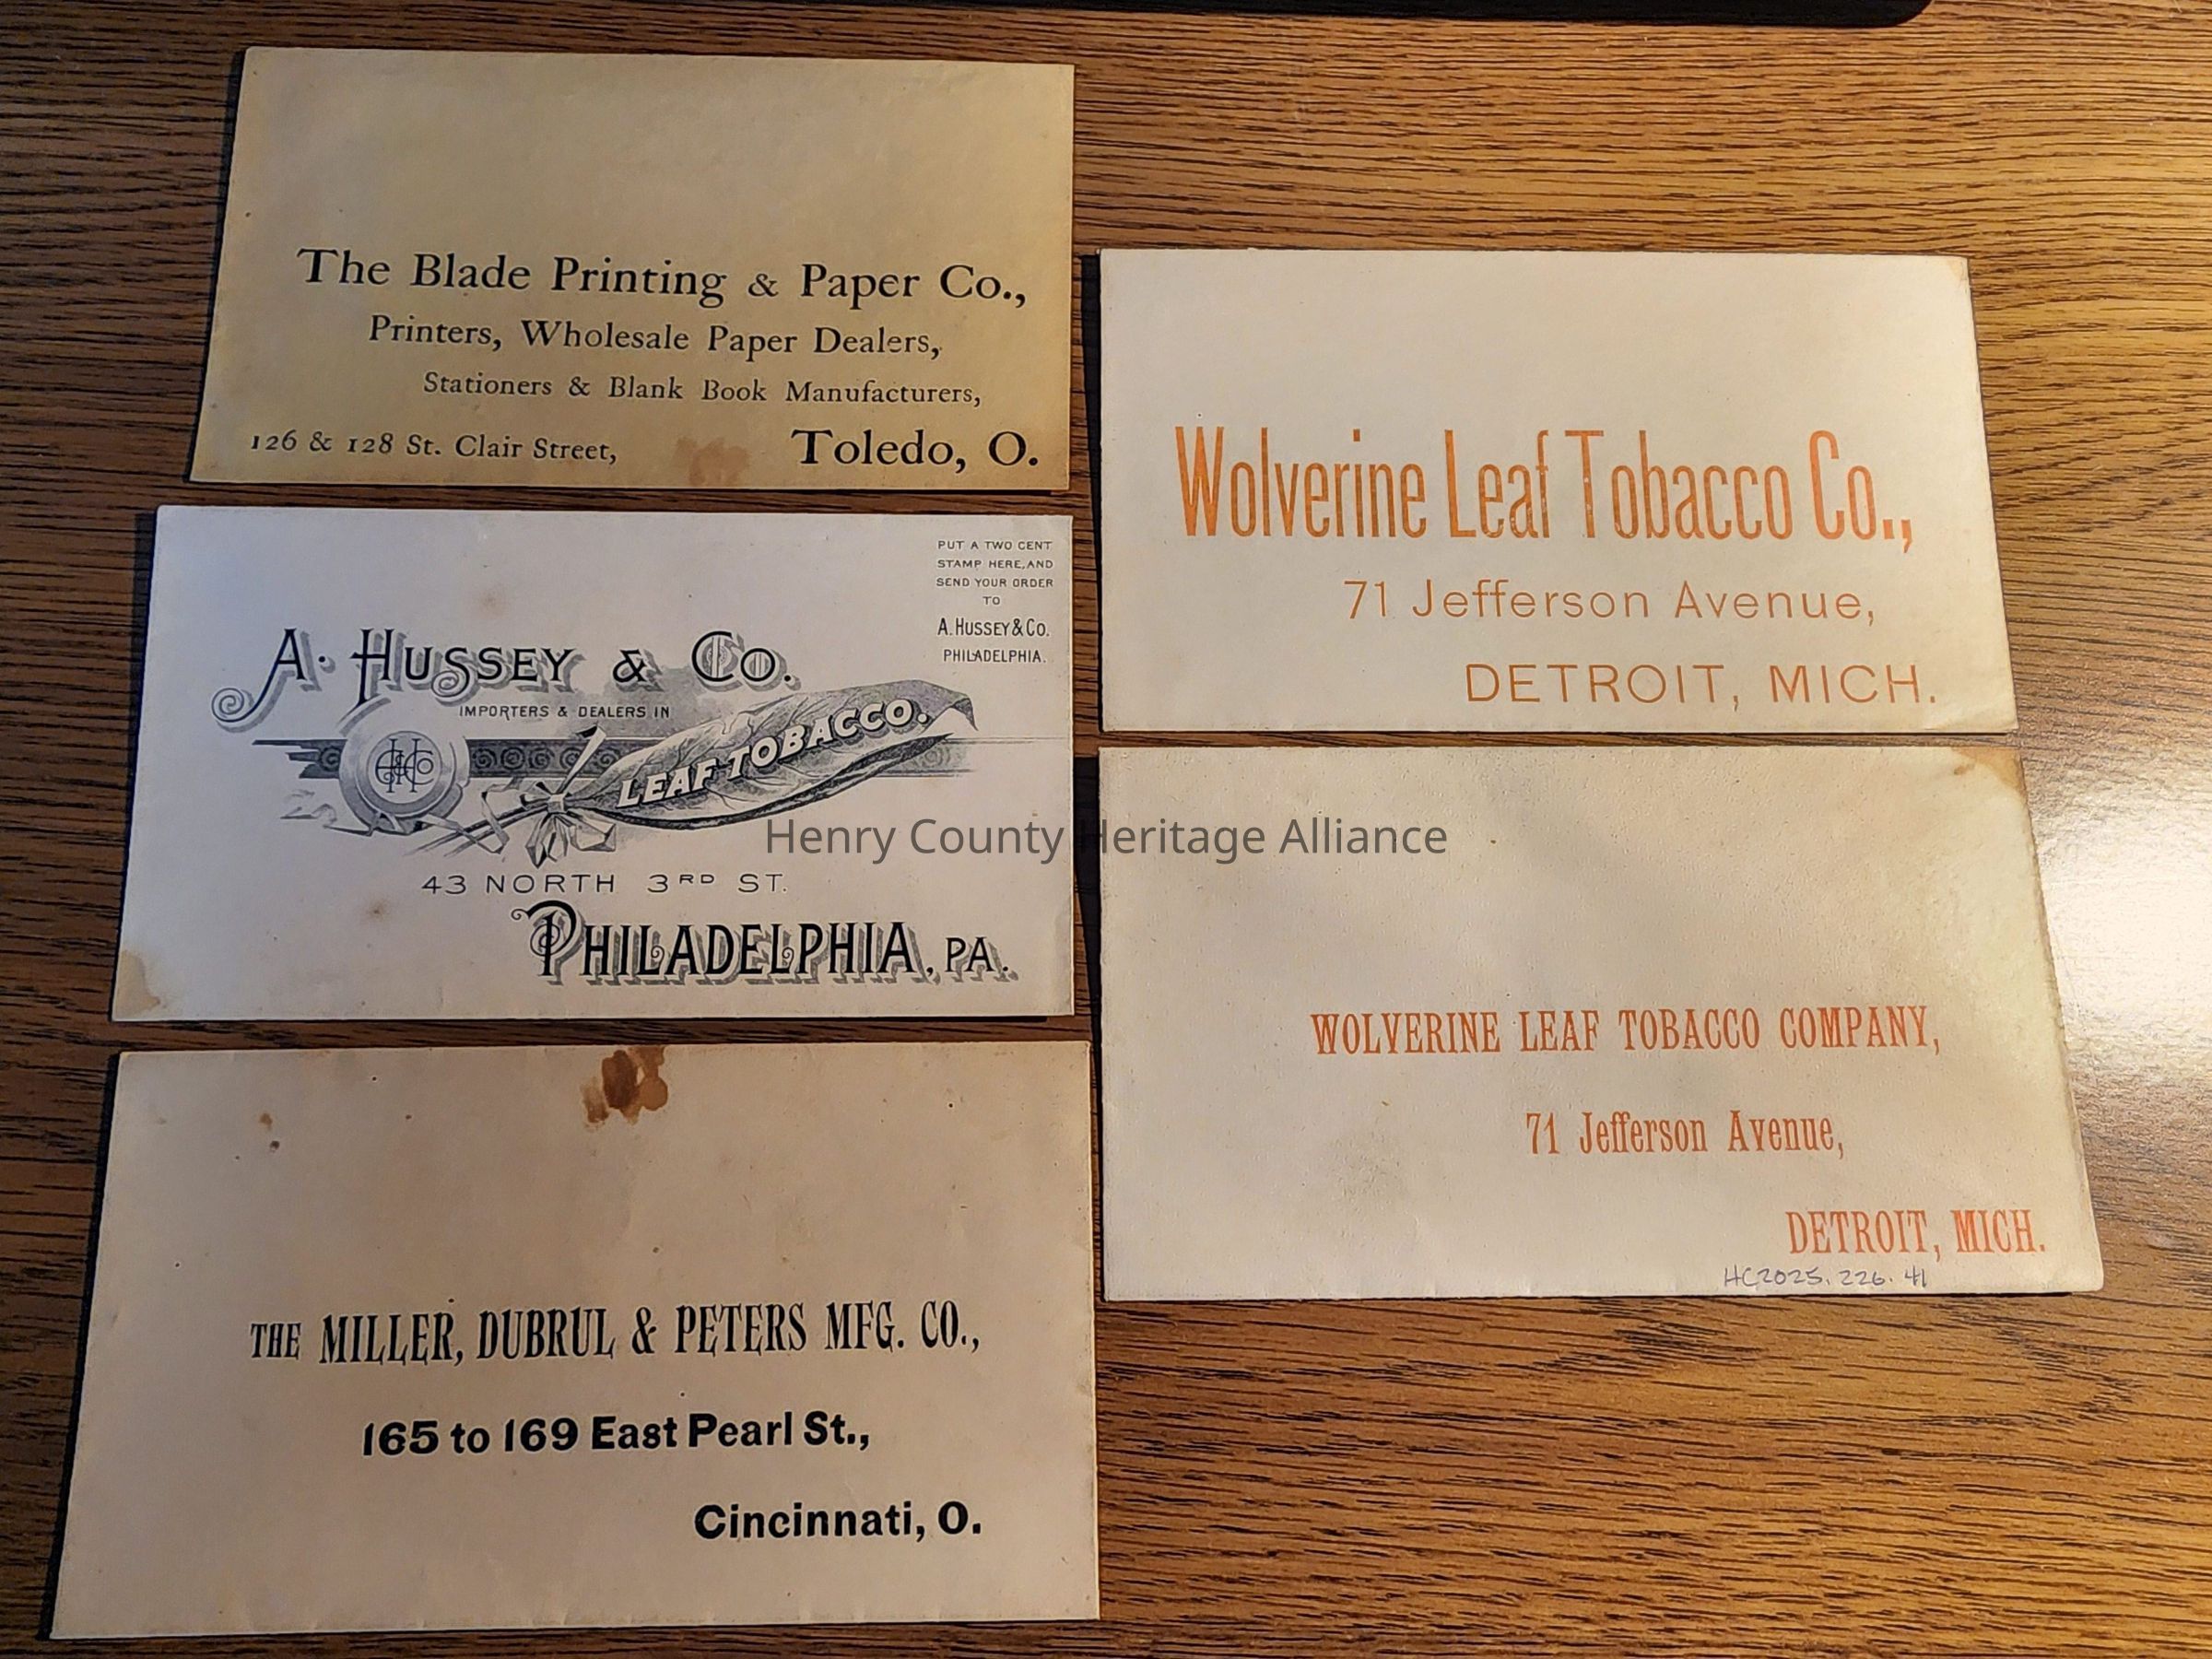 The Blade Printing & Paper Co.,
Printers, Wholesale Paper Dealers,
Stationers & Blank Book Manufacturers,
126 & 128 St. Clair Street,
Toledo, O.
PUT A TWO CENT
STAMP HERE, AND
SEND YOUR ORDER
TO
A. HUSSEY & CO.
PHILADELPHIA.
A. HUSSEY & CO.
IMPORTERS & DEALERS IN
LEAF TOBACCO.
43 NORTH 3RD ST.
PHILADELPHIA, PA.
THE MILLER, DUBRUL & PETERS MFG. CO.,
165 to 169 East Pearl St.,
Cincinnati, O.
Wolverine Leaf Tobacco Co.,
71 Jefferson Avenue,
DETROIT, MICH.
WOLVERINE LEAF TOBACCO COMPANY,
71 Jefferson Avenue,
DETROIT, MICH.
HC2025.226.41
Henry County Heritage Alliance